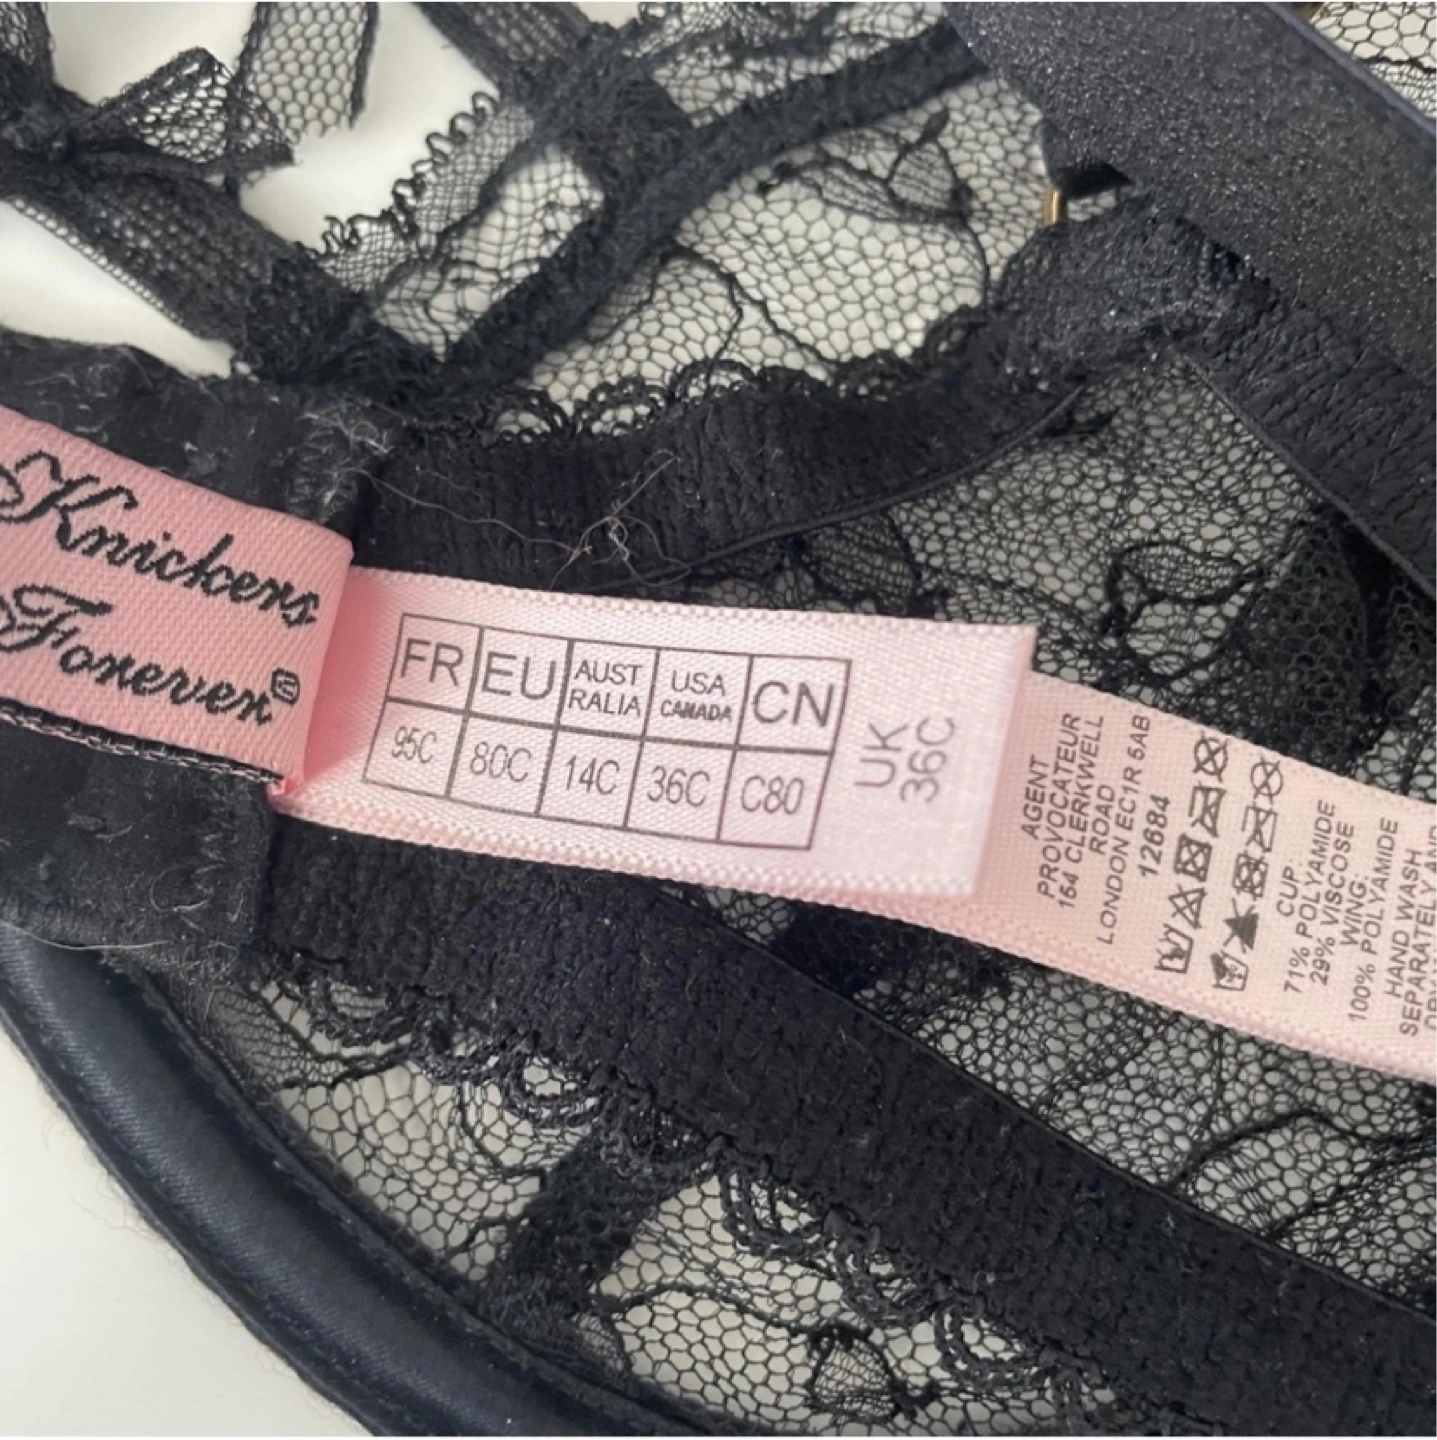 Knickers
Forever®
FR EU AUST RALIA USA CANADA CN
95C 80C 14C 36C C80
UK
36C
AGENT
PROVOCATEUR
164 CLERKWELL
ROAD
LONDON EC1R 5AB
12684
CUP:
71% POLYAMIDE
29% VISCOSE
WING:
100% POLYAMIDE
HAND WASH
SEPARATELY AND